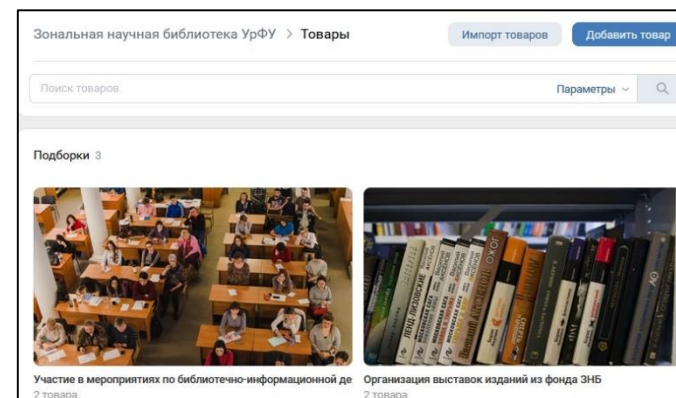 Зональная научная библиотека УрФУ > Товары
Импорт товаров
Добавить товар
Поиск товаров
Параметры
Подборки 3
Участие в мероприятиях по библиотечно-информационной де
2 товара
Организация выставок изданий из фонда ЗНБ
2 товара